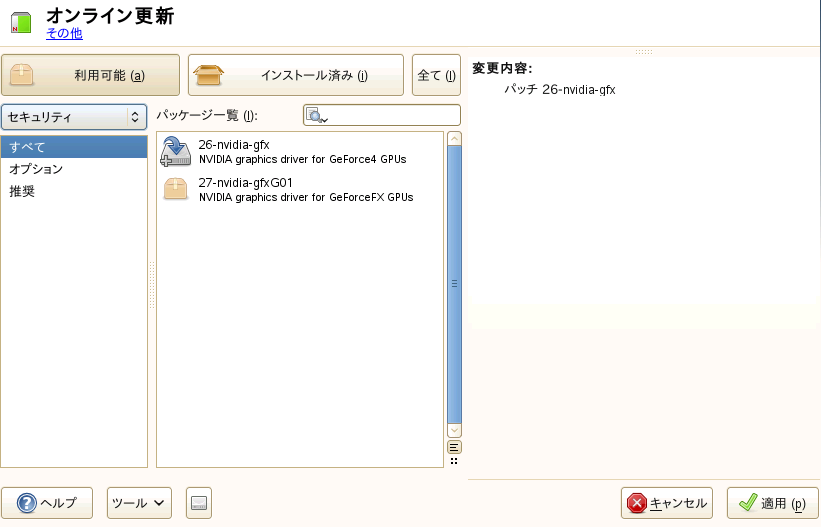 オンライン更新
その他
利用可能 (a)
インストール済み (i)
全て (l)
セキュリティ
パッケージ一覧 (l):
すべて
オプション
推奨
26-nvidia-gfx
NVIDIA graphics driver for GeForce4 GPUs
27-nvidia-gfxG01
NVIDIA graphics driver for GeForceFX GPUs
変更内容:
パッチ 26-nvidia-gfx
ヘルプ
ツール
キャンセル
適用 (p)